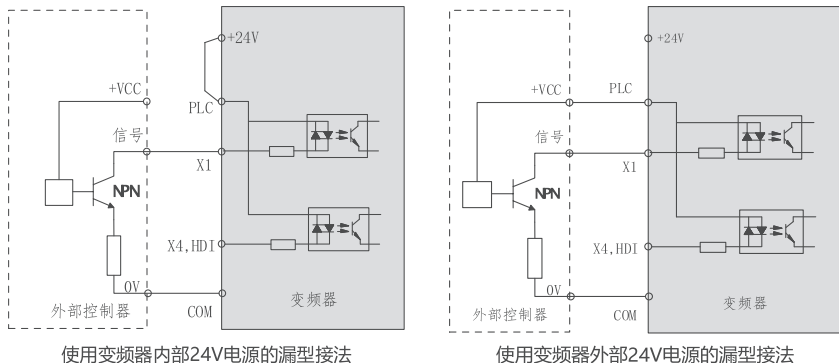 +24V
+VCC
PLC
信号
X1
NPN
X4,HDI
0V
外部控制器
COM
变频器
使用变频器内部24V电源的漏型接法
+24V
+VCC
PLC
信号
X1
NPN
X4,HDI
0V
外部控制器
COM
变频器
使用变频器外部24V电源的漏型接法